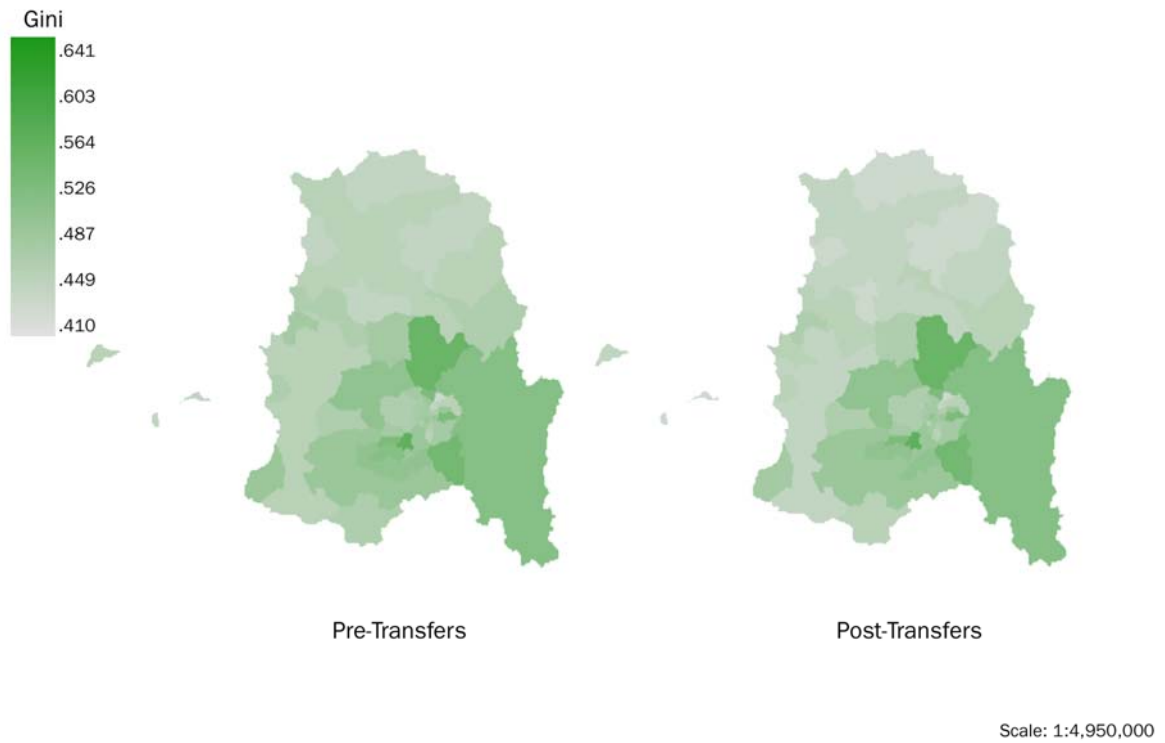 Gini
.641
.603
.564
.526
.487
.449
.410
Pre-Transfers
Post-Transfers
Scale: 1:4,950,000